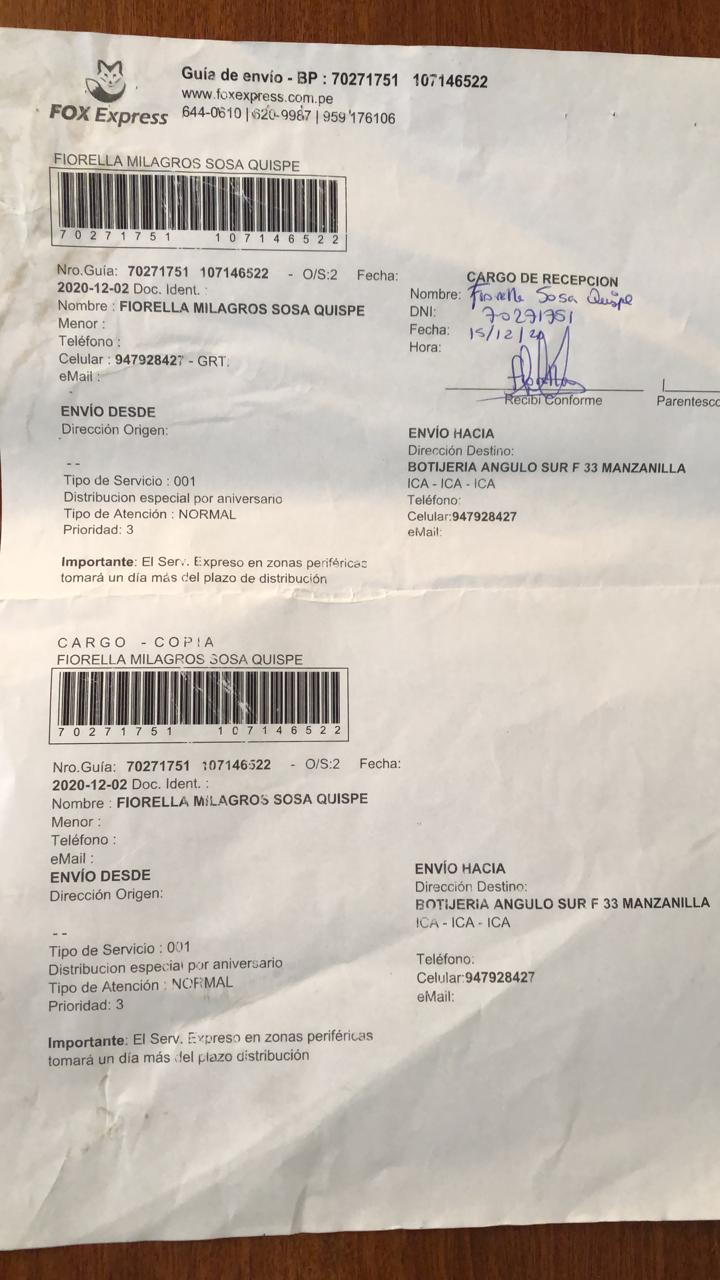 Guía de envío - BP : 70271751 107146522
www.foxexpress.com.pe
FOX Express
644-0610 | 620-9987 | 959 176106
FIORELLA MILAGROS SOSA QUISPE
70271751 107146522
Nro.Guía: 70271751 107146522 - O/S:2 Fecha:
2020-12-02 Doc. Ident. :
Nombre : FIORELLA MILAGROS SOSA QUISPE
Menor :
Teléfono :
Celular : 947928427 - GRT.
eMail :
CARGO DE RECEPCION
Nombre: Fiorella Sosa Quispe
DNI: 70271751
Fecha: 15/12/20
Hora:
Recibí Conforme
Parentesco
ENVÍO DESDE
Dirección Origen:
--
Tipo de Servicio : 001
Distribucion especial por aniversario
Tipo de Atención : NORMAL
Prioridad: 3
ENVÍO HACIA
Dirección Destino:
BOTIJERIA ANGULO SUR F 33 MANZANILLA
ICA - ICA - ICA
Teléfono:
Celular:947928427
eMail:
Importante: El Serv. Expreso en zonas periféricas
tomará un día más del plazo de distribución
CARGO - COPIA
FIORELLA MILAGROS SOSA QUISPE
70271751 107146522
Nro.Guía: 70271751 107146522 - O/S:2 Fecha:
2020-12-02 Doc. Ident. :
Nombre : FIORELLA MILAGROS SOSA QUISPE
Menor :
Teléfono :
eMail :
ENVÍO DESDE
Dirección Origen:
--
Tipo de Servicio : 001
Distribucion especial por aniversario
Tipo de Atención : NORMAL
Prioridad: 3
ENVÍO HACIA
Dirección Destino:
BOTIJERIA ANGULO SUR F 33 MANZANILLA
ICA - ICA - ICA
Teléfono:
Celular:947928427
eMail:
Importante: El Serv. Expreso en zonas periféricas
tomará un día más del plazo distribución